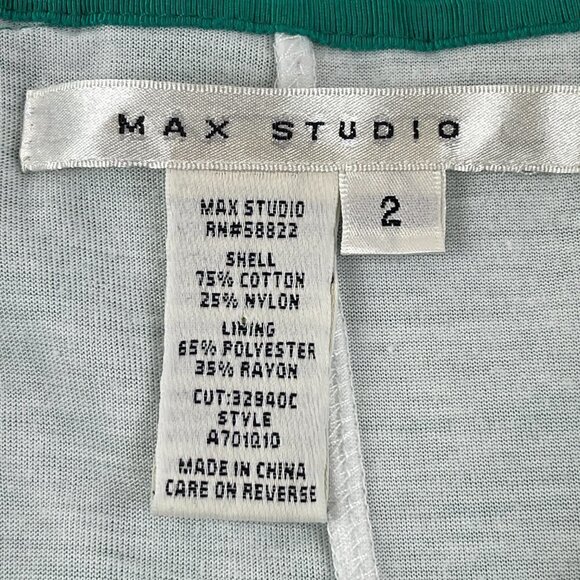 MAX STUDIO
2
MAX STUDIO
RN#58822
SHELL
75% COTTON
25% NYLON
LINING
65% POLYESTER
35% RAYON
CUT:32940C
STYLE
A701Q10
MADE IN CHINA
CARE ON REVERSE